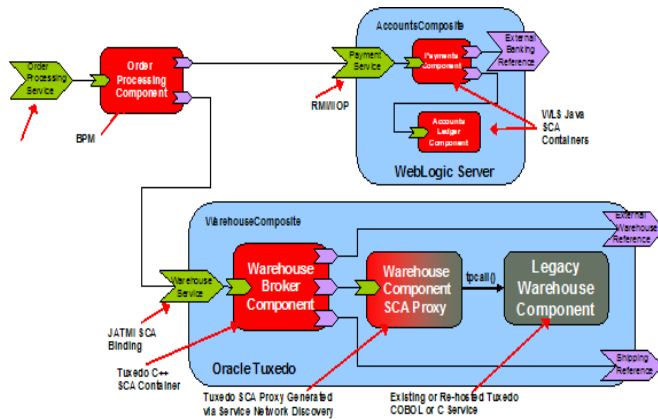 AccountsComposite
Order
Processing
Service
Order
Processing
Component
BPM
Payment
Service
RMI/IIOP
Payments
Component
External
Banking
Reference
Accounts
Ledger
Component
WLS Java
SCA
Containers
WebLogic Server
WarehouseComposite
External
Warehouse
Reference
Warehouse
Service
Warehouse
Broker
Component
Warehouse
Component
SCA Proxy
tpcall()
Legacy
Warehouse
Component
JATMI SCA
Binding
Oracle Tuxedo
Shipping
Reference
Tuxedo C++
SCA Container
Tuxedo SCA Proxy Generated
via Service Network Discovery
Existing or Re-hosted Tuxedo
COBOL or C Service